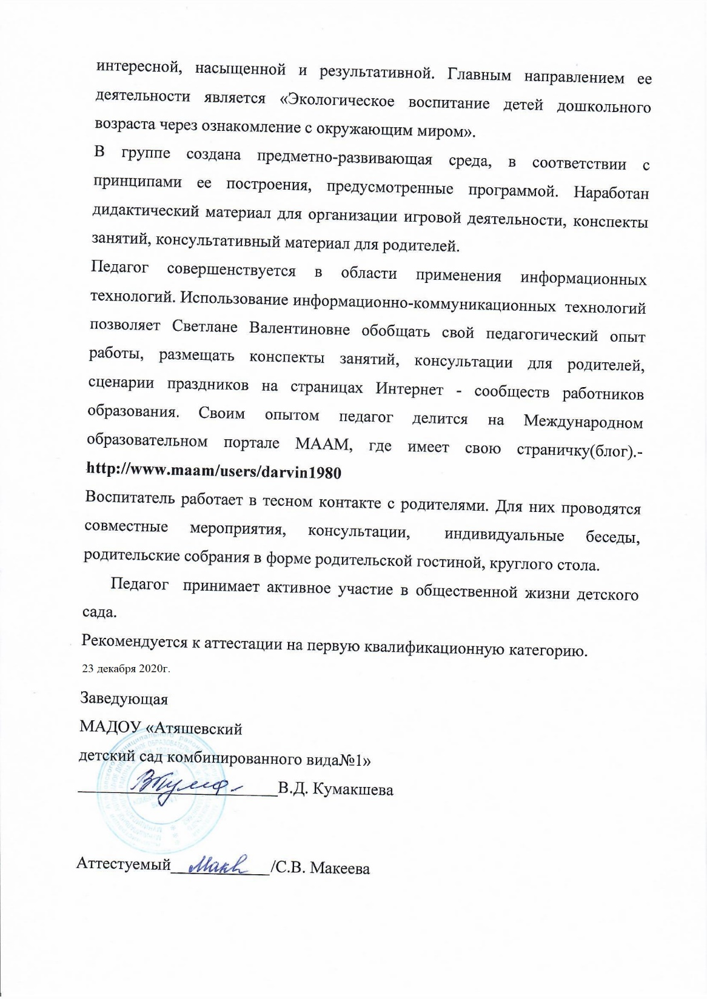 интересной, насыщенной и результативной. Главным направлением ее
деятельности является «Экологическое воспитание детей дошкольного
возраста через ознакомление с окружающим миром».
В группе создана предметно-развивающая среда, в соответствии с
принципами ее построения, предусмотренные программой. Наработан
дидактический материал для организации игровой деятельности, конспекты
занятий, консультативный материал для родителей.
Педагог совершенствуется в области применения информационных
технологий. Использование информационно-коммуникационных технологий
позволяет Светлане Валентиновне обобщать свой педагогический опыт
работы, размещать конспекты занятий, консультации для родителей,
сценарии праздников на страницах Интернет - сообществ работников
образования. Своим опытом педагог делится на Международном
образовательном портале МААМ, где имеет свою страничку(блог).-
http://www.maam/users/darvin1980
Воспитатель работает в тесном контакте с родителями. Для них проводятся
совместные мероприятия, консультации, индивидуальные беседы,
родительские собрания в форме родительской гостиной, круглого стола.
Педагог принимает активное участие в общественной жизни детского
сада.
Рекомендуется к аттестации на первую квалификационную категорию.
23 декабря 2020г.
Заведующая
МАДОУ «Атяшевский
детский сад комбинированного вида№1»
В.Д. Кумакшева
Аттестуемый /С.В. Макеева